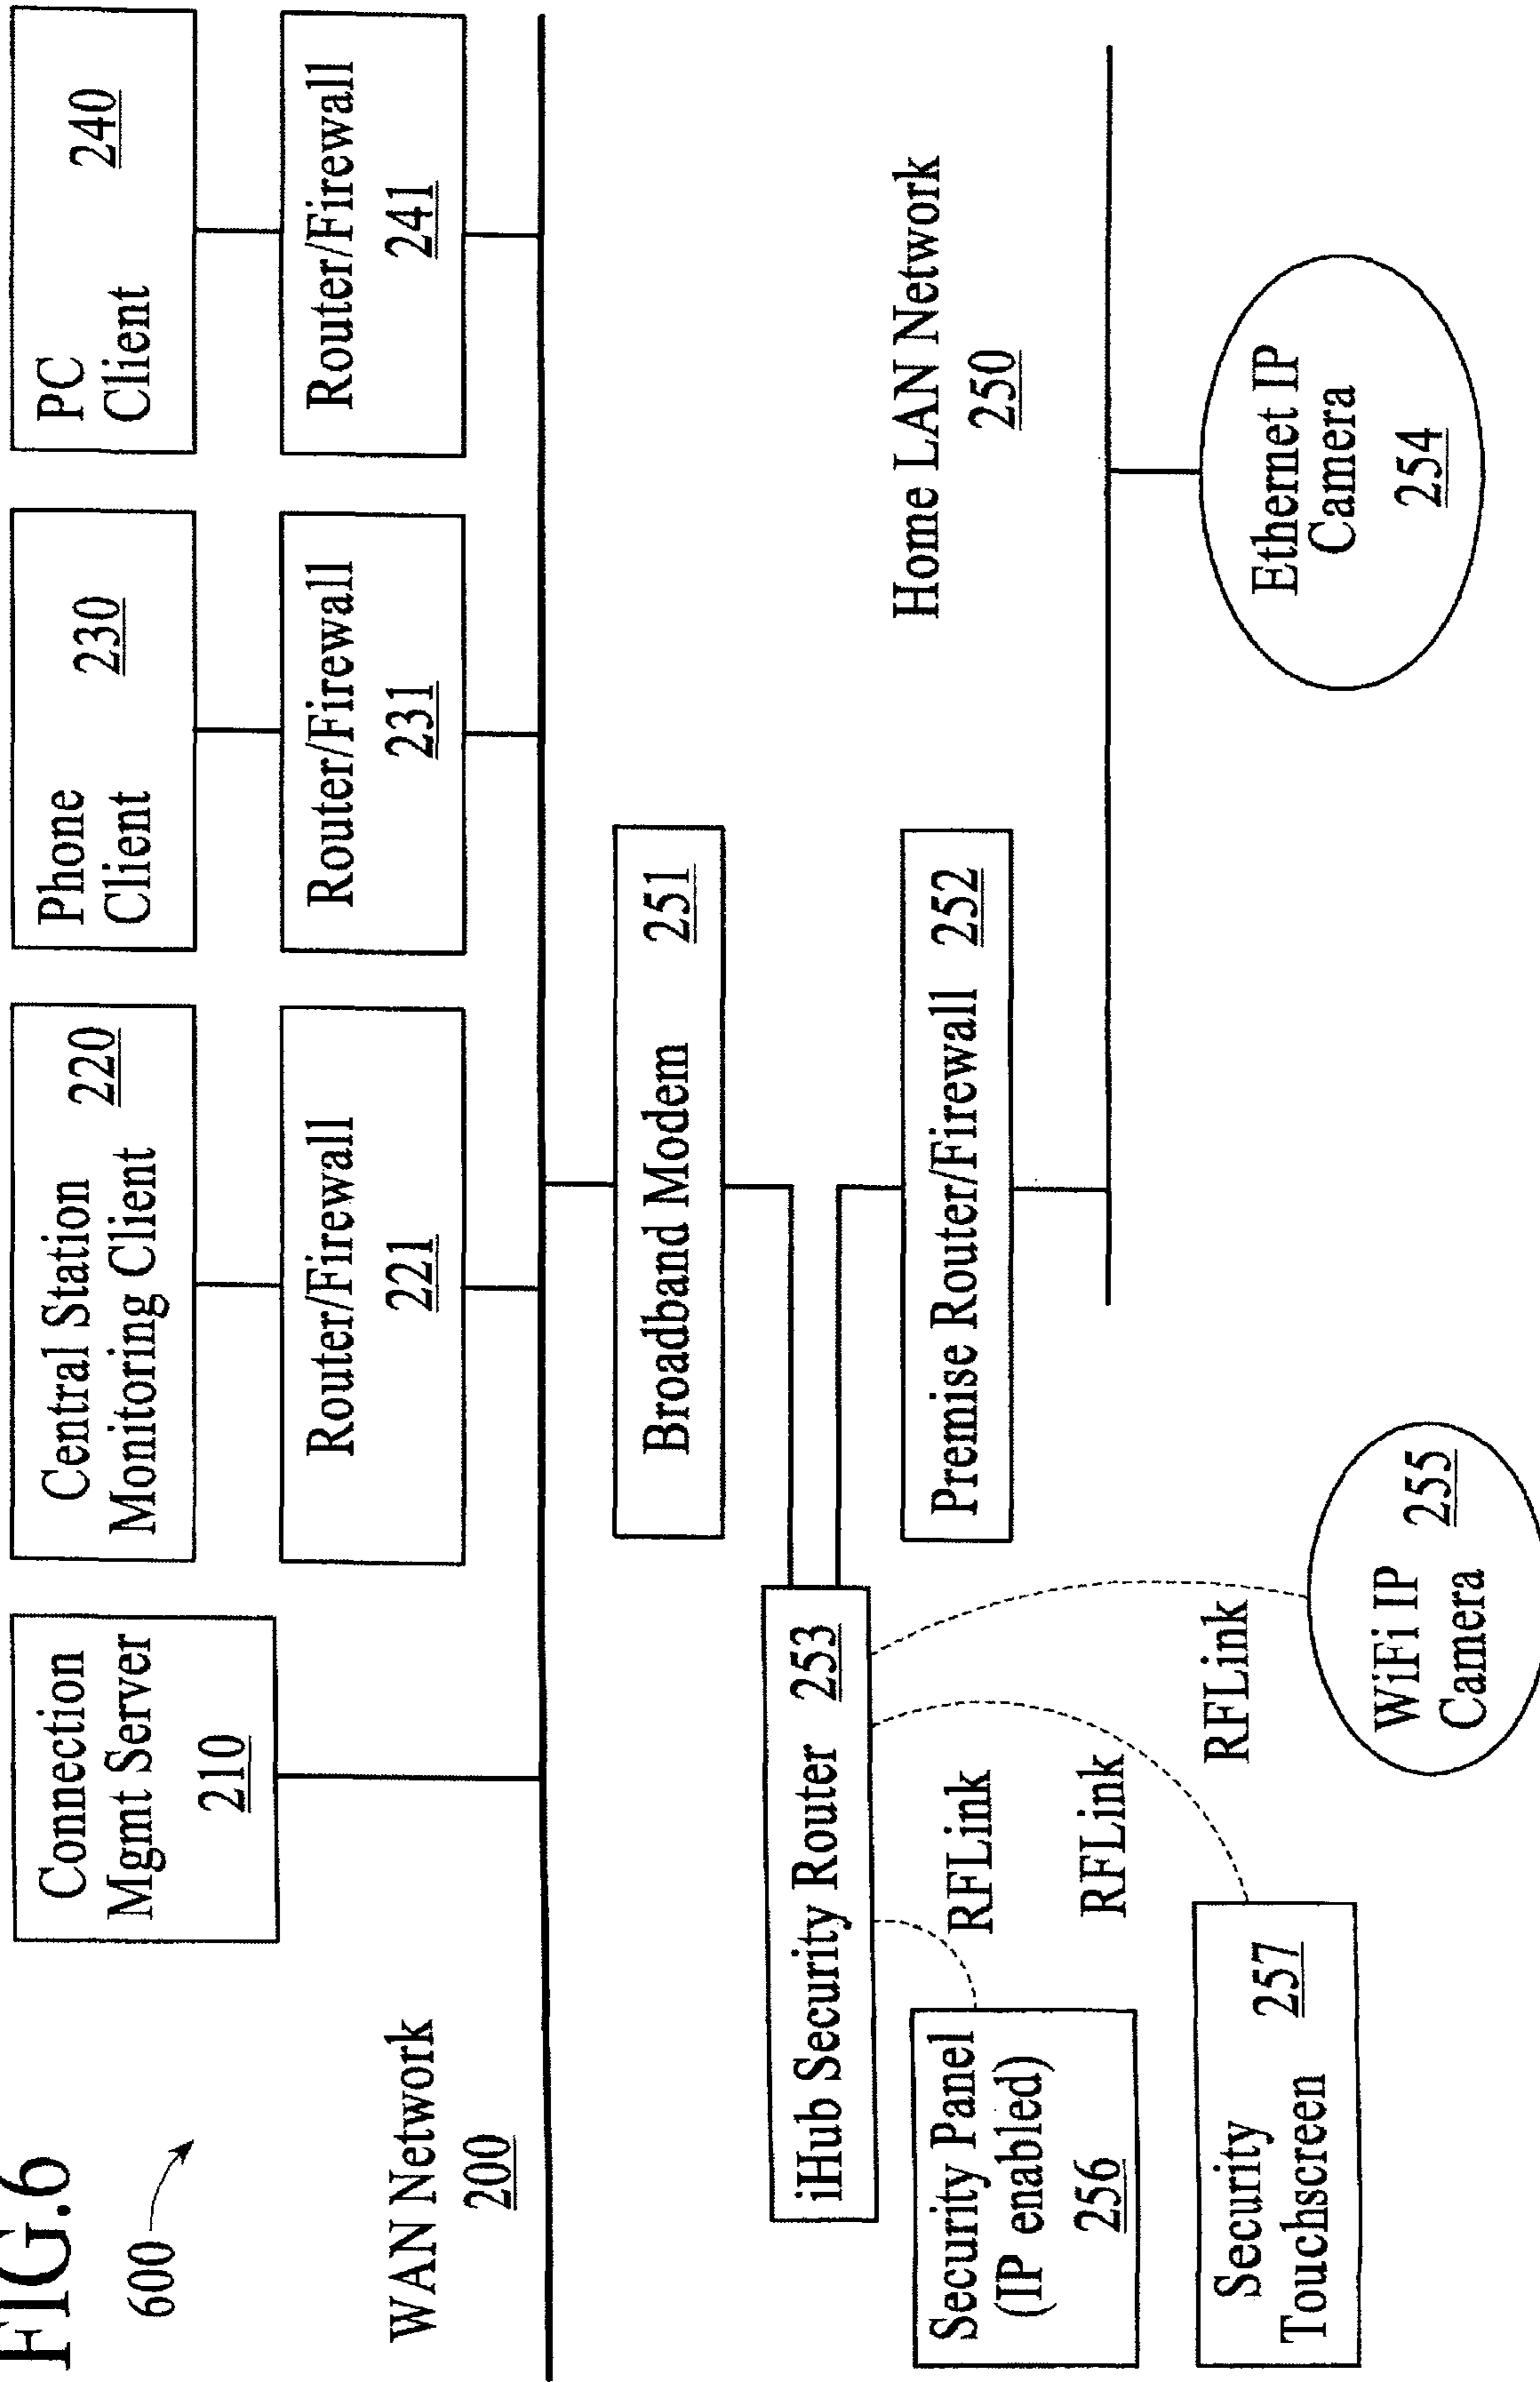 FIG.6
600
Connection
Mgmt Server
210
Central Station
Monitoring Client
220
Phone
Client
230
PC
Client
240
Router/Firewall
221
Router/Firewall
231
Router/Firewall
241
WAN Network
200
Broadband Modem 251
iHub Security Router 253
Premise Router/Firewall 252
Home LAN Network
250
Security Panel
(IP enabled)
256
RFLink
RFLink
RFLink
Security
Touchscreen
257
WiFi IP
Camera
255
Ethernet IP
Camera
254